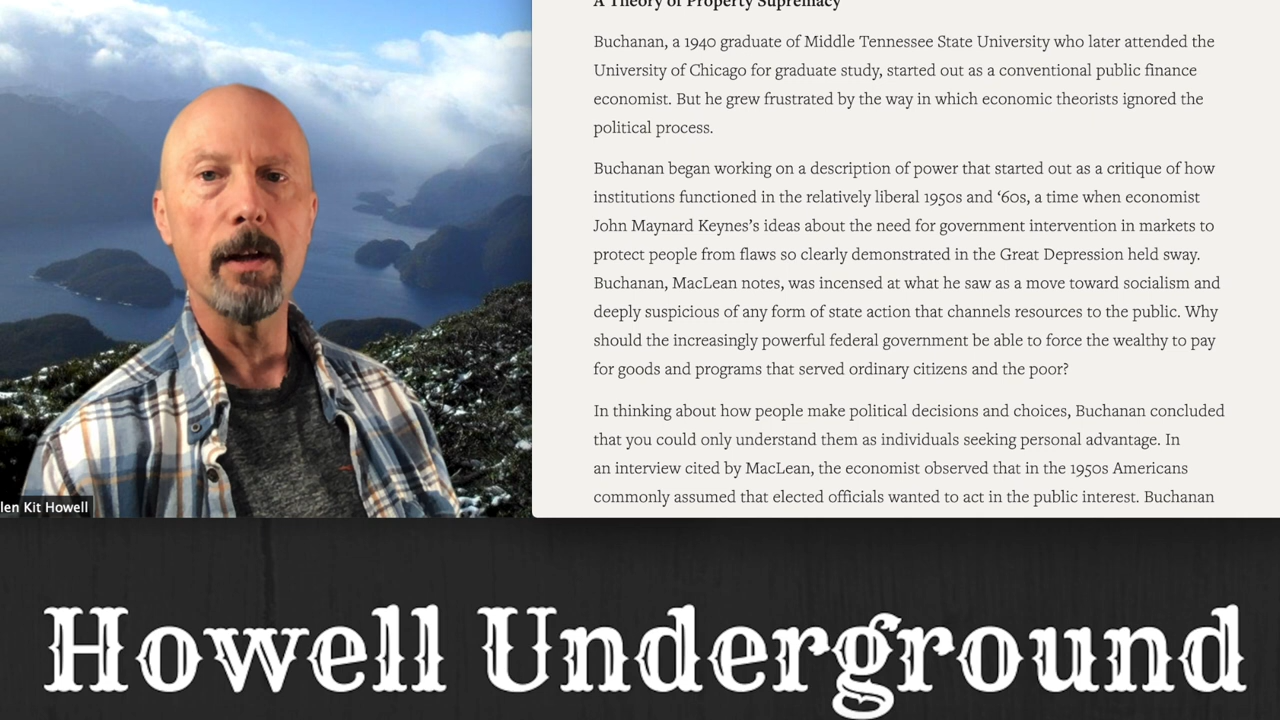 A Theory of Property Supremacy
Buchanan, a 1940 graduate of Middle Tennessee State University who later attended the
University of Chicago for graduate study, started out as a conventional public finance
economist. But he grew frustrated by the way in which economic theorists ignored the
political process.
Buchanan began working on a description of power that started out as a critique of how
institutions functioned in the relatively liberal 1950s and ‘60s, a time when economist
John Maynard Keynes’s ideas about the need for government intervention in markets to
protect people from flaws so clearly demonstrated in the Great Depression held sway.
Buchanan, MacLean notes, was incensed at what he saw as a move toward socialism and
deeply suspicious of any form of state action that channels resources to the public. Why
should the increasingly powerful federal government be able to force the wealthy to pay
for goods and programs that served ordinary citizens and the poor?
In thinking about how people make political decisions and choices, Buchanan concluded
that you could only understand them as individuals seeking personal advantage. In
an interview cited by MacLean, the economist observed that in the 1950s Americans
commonly assumed that elected officials wanted to act in the public interest. Buchanan
len Kit Howell
Howell Underground